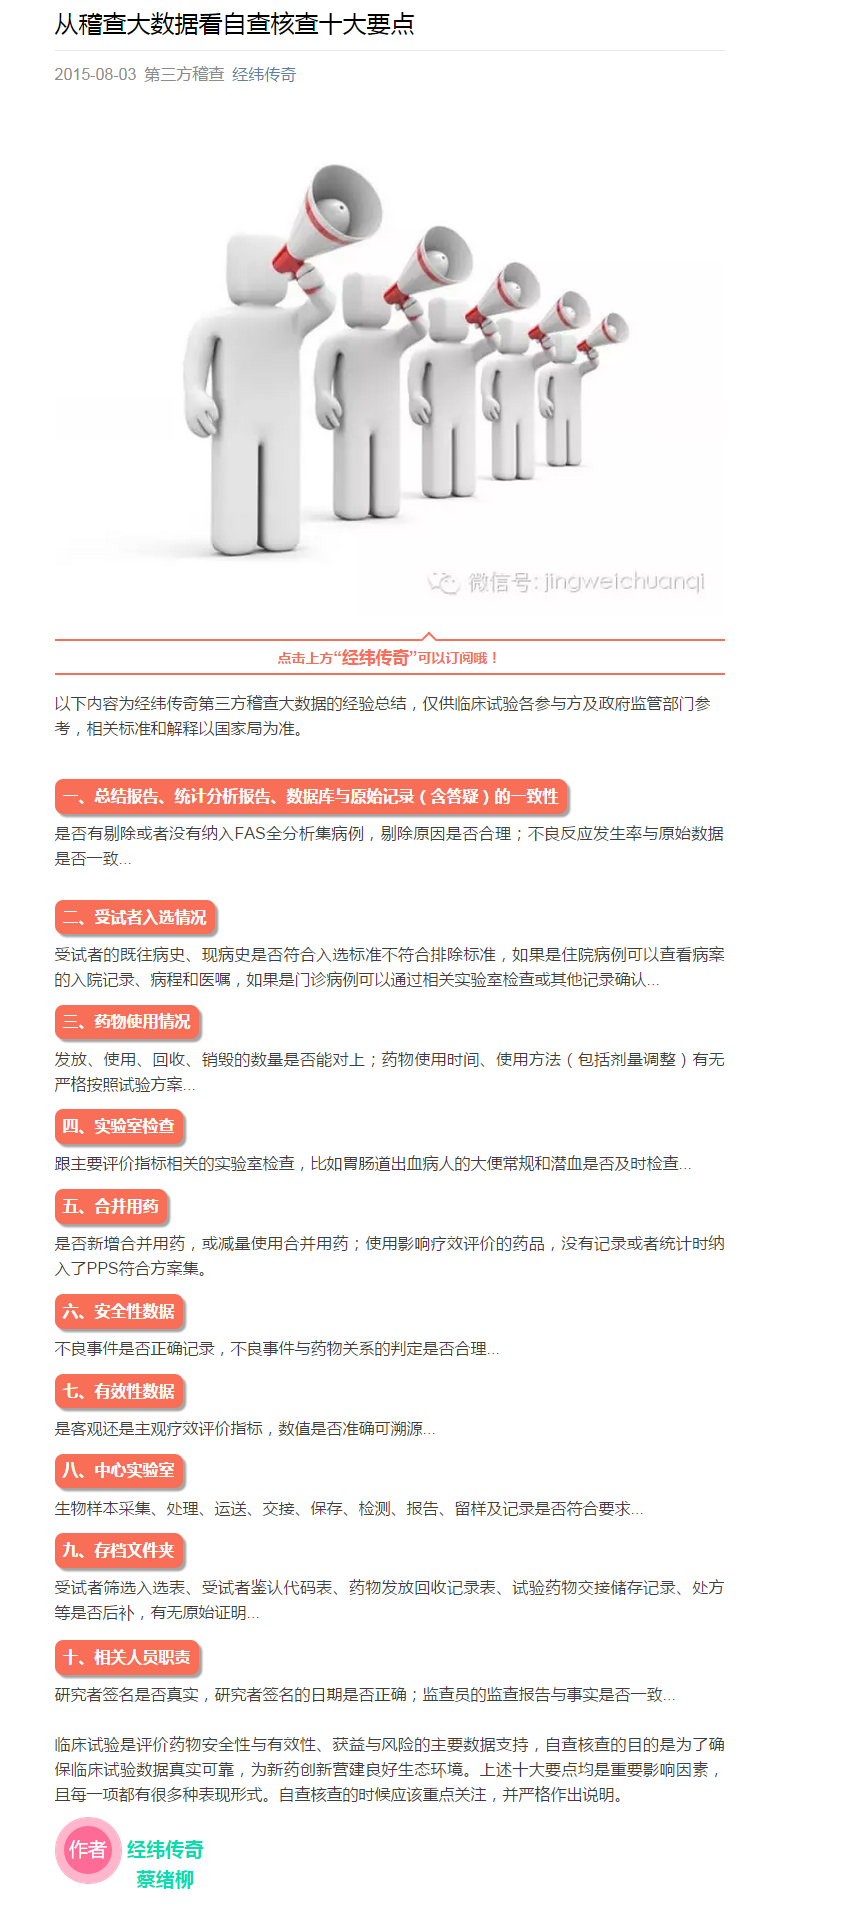 从稽查大数据看自查核查十大要点
2015-08-03 第三方稽查 经纬传奇
微信号: jingweichuanqi
点击上方“经纬传奇”可以订阅哦！
以下内容为经纬传奇第三方稽查大数据的经验总结，仅供临床试验各参与方及政府监管部门参
考，相关标准和解释以国家局为准。
一、总结报告、统计分析报告、数据库与原始记录（含答疑）的一致性
是否有剔除或者没有纳入FAS全分析集病例，剔除原因是否合理；不良反应发生率与原始数据
是否一致...
二、受试者入选情况
受试者的既往病史、现病史是否符合入选标准不符合排除标准，如果是住院病例可以查看病案
的入院记录、病程和医嘱，如果是门诊病例可以通过相关实验室检查或其他记录确认...
三、药物使用情况
发放、使用、回收、销毁的数量是否能对上；药物使用时间、使用方法（包括剂量调整）有无
严格按照试验方案...
四、实验室检查
跟主要评价指标相关的实验室检查，比如胃肠道出血病人的大便常规和潜血是否及时检查...
五、合并用药
是否新增合并用药，或减量使用合并用药；使用影响疗效评价的药品，没有记录或者统计时纳
入了PPS符合方案集。
六、安全性数据
不良事件是否正确记录，不良事件与药物关系的判定是否合理...
七、有效性数据
是客观还是主观疗效评价指标，数值是否准确可溯源...
八、中心实验室
生物样本采集、处理、运送、交接、保存、检测、报告、留样及记录是否符合要求...
九、存档文件夹
受试者筛选入选表、受试者鉴认代码表、药物发放回收记录表、试验药物交接储存记录、处方
等是否后补，有无原始证明...
十、相关人员职责
研究者签名是否真实，研究者签名的日期是否正确；监查员的监查报告与事实是否一致...
临床试验是评价药物安全性与有效性、获益与风险的主要数据支持，自查核查的目的是为了确
保临床试验数据真实可靠，为新药创新营建良好生态环境。上述十大要点均是重要影响因素，
且每一项都有很多种表现形式。自查核查的时候应该重点关注，并严格作出说明。
作者 经纬传奇
蔡绪柳